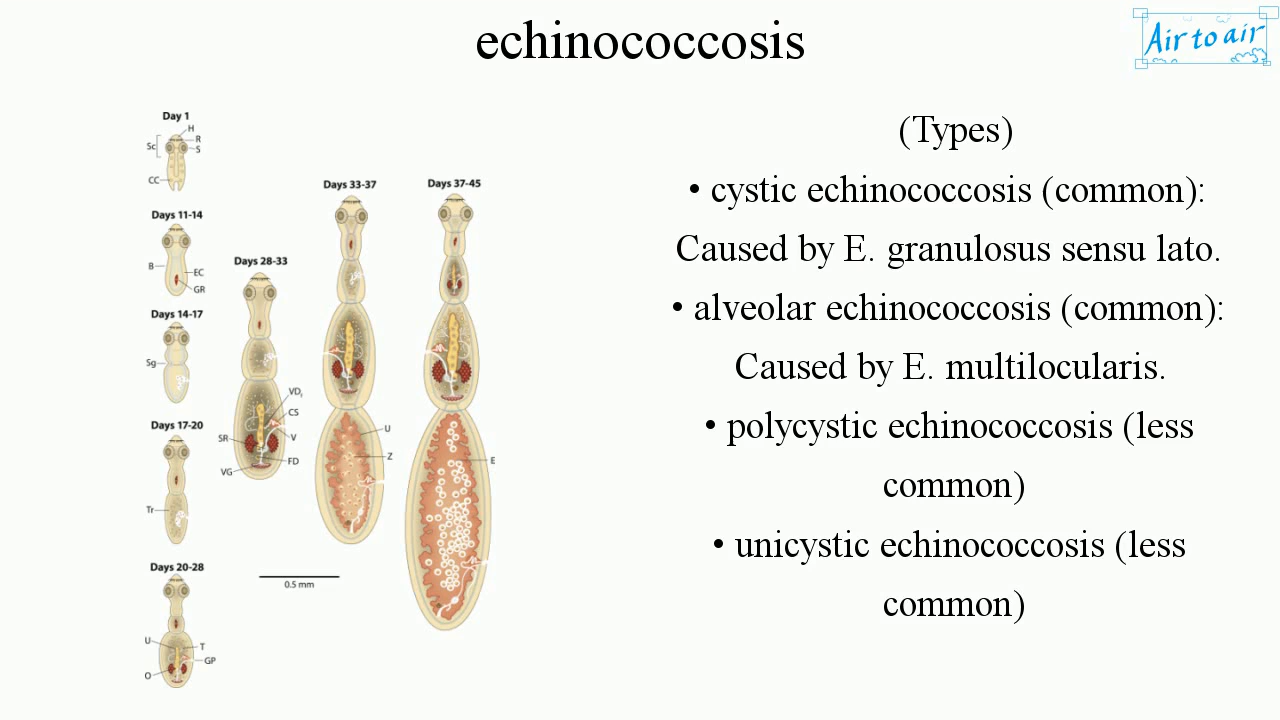 echinococcosis
Air to air
Day 1
H
R
Sc
S
CC
Days 11-14
B
EC
GR
Days 14-17
Sg
Days 17-20
Tr
Days 20-28
U
T
GP
O
Days 28-33
VD,
CS
SR
V
FD
VG
0.5 mm
Days 33-37
U
Z
Days 37-45
E
(Types)
• cystic echinococcosis (common):
Caused by E. granulosus sensu lato.
• alveolar echinococcosis (common):
Caused by E. multilocularis.
• polycystic echinococcosis (less
common)
• unicystic echinococcosis (less
common)